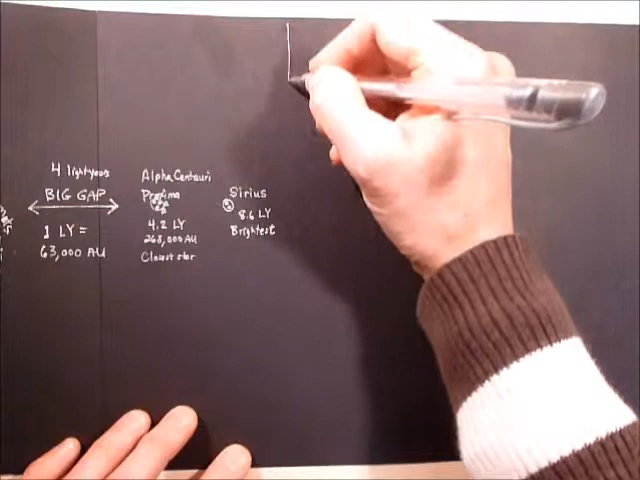 4 lightyears
BIG GAP
1 LY =
63,000 AU
Alpha Centauri
Proxima
4.2 LY
268,000 AU
Closest star
Sirius
8.6 LY
Brightest